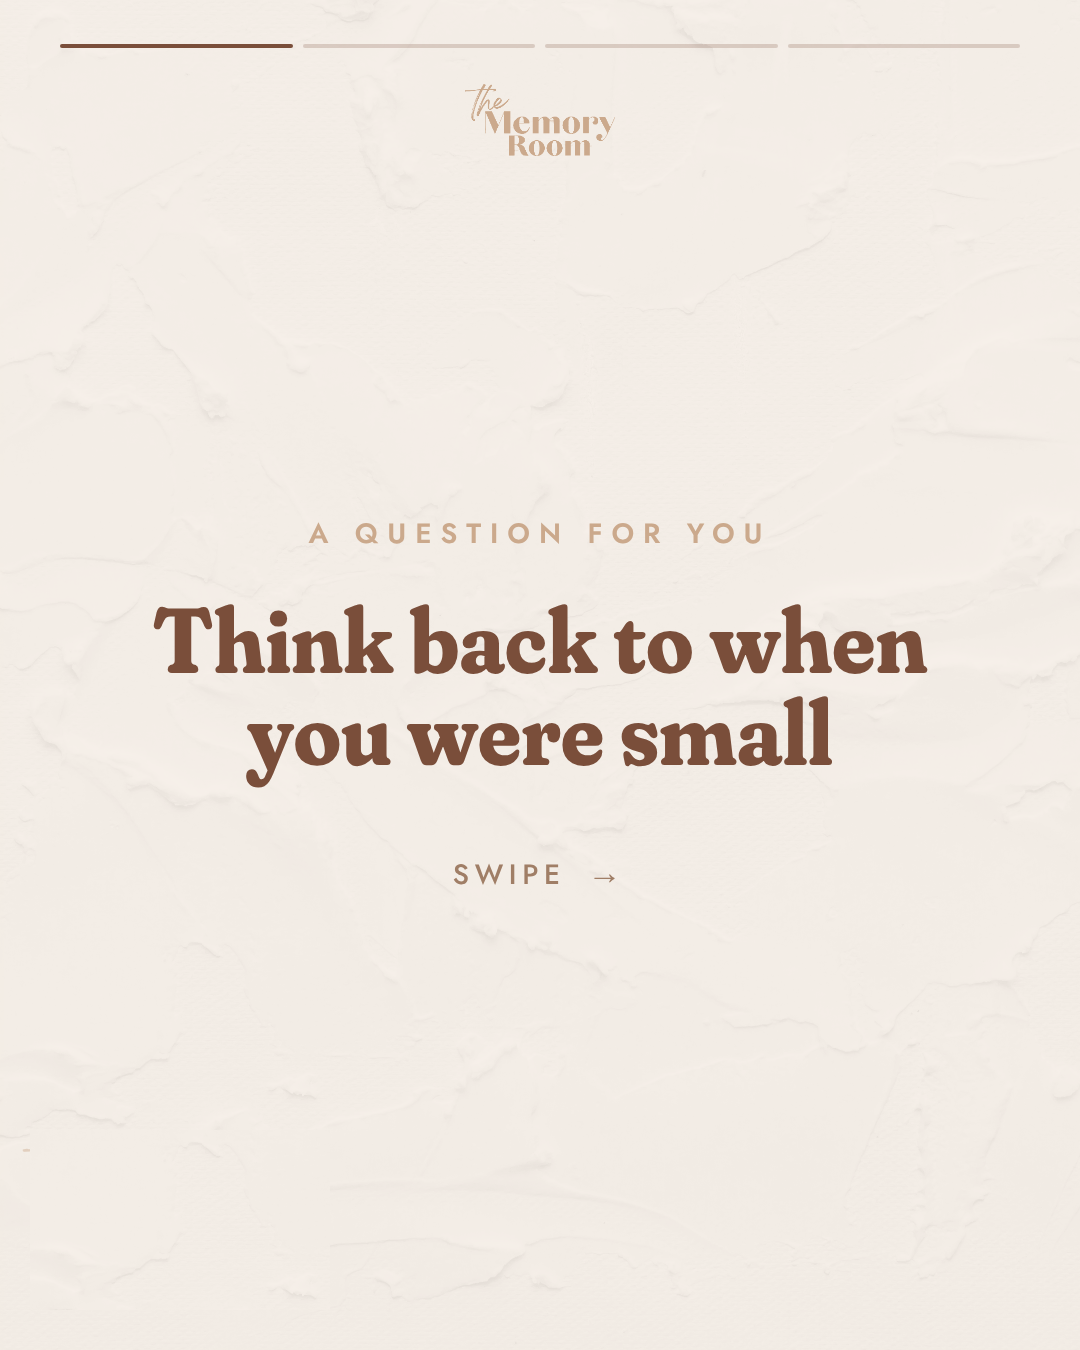 the
Memory
Room
A QUESTION FOR YOU
Think back to when
you were small
SWIPE →